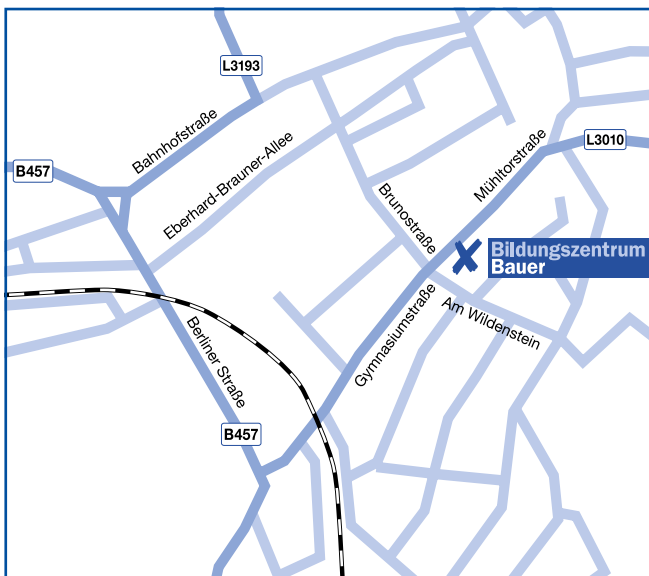 L3193
Bahnhofstraße
L3010
Mühltorstraße
B457
Eberhard-Brauner-Allee
Brunostraße
Bildungszentrum
Bauer
Am Wildenstein
Gymnasiumstraße
Berliner Straße
B457